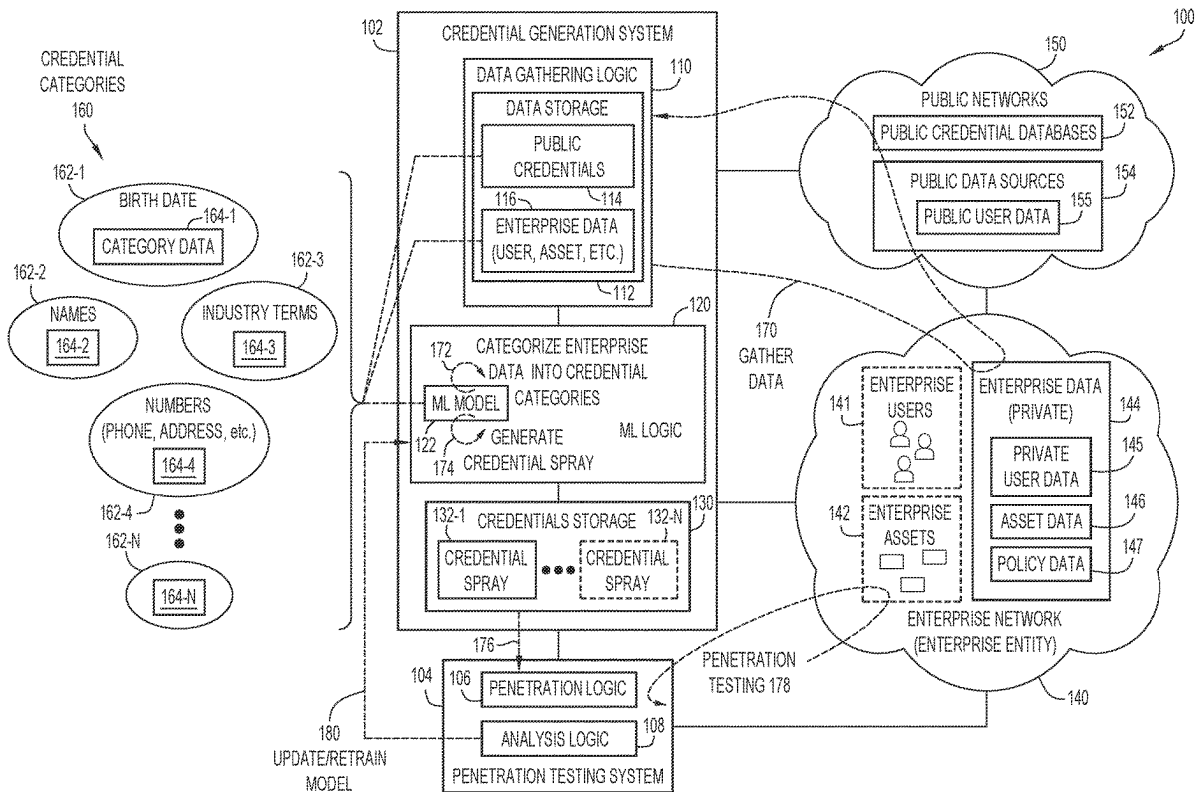 100
CREDENTIAL
CATEGORIES
160
162-1
BIRTH DATE
164-1
CATEGORY DATA
162-2
NAMES
164-2
162-3
INDUSTRY TERMS
164-3
NUMBERS
(PHONE, ADDRESS, etc.)
164-4
162-4
162-N
164-N
102
CREDENTIAL GENERATION SYSTEM
DATA GATHERING LOGIC
110
DATA STORAGE
PUBLIC
CREDENTIALS
114
116
ENTERPRISE DATA
(USER, ASSET, ETC.)
112
120
172
CATEGORIZE ENTERPRISE
DATA INTO CREDENTIAL
CATEGORIES
ML MODEL
122
174
GENERATE
CREDENTIAL SPRAY
ML LOGIC
130
132-1
CREDENTIALS STORAGE
132-N
CREDENTIAL
SPRAY
CREDENTIAL
SPRAY
176
104
106
PENETRATION LOGIC
ANALYSIS LOGIC
108
PENETRATION TESTING SYSTEM
180
UPDATE/RETRAIN
MODEL
150
PUBLIC NETWORKS
PUBLIC CREDENTIAL DATABASES
152
PUBLIC DATA SOURCES
154
PUBLIC USER DATA
155
170
GATHER
DATA
141
ENTERPRISE
USERS
142
ENTERPRISE
ASSETS
ENTERPRISE DATA
(PRIVATE)
144
PRIVATE
USER DATA
145
ASSET DATA
146
POLICY DATA
147
ENTERPRISE NETWORK
(ENTERPRISE ENTITY)
140
PENETRATION
TESTING 178